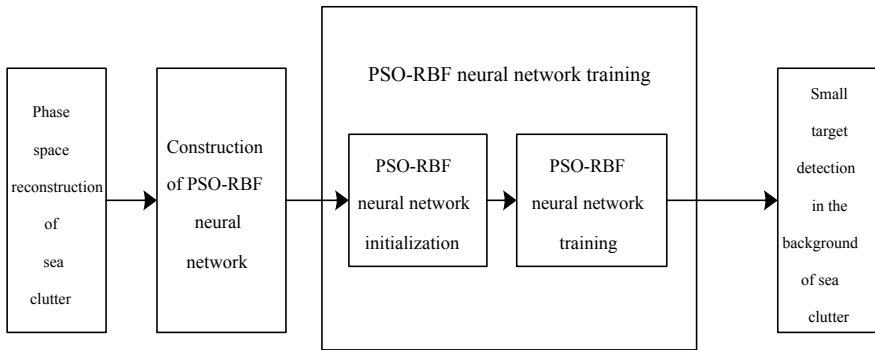 Phase
space
reconstruction
of
sea
clutter
Construction
of PSO-RBF
neural
network
PSO-RBF neural network training
PSO-RBF
neural network
initialization
PSO-RBF
neural network
training
Small
target
detection
in the
background
of sea
clutter